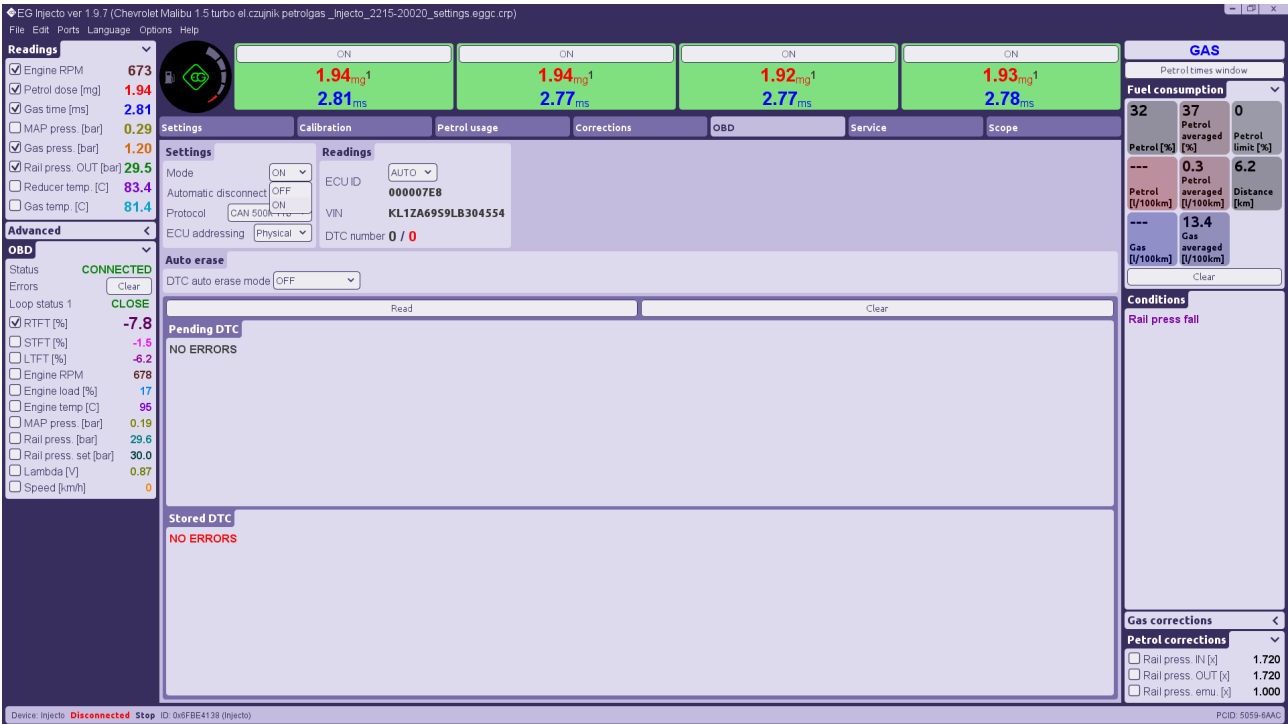 EG Injecto ver 1.9.7 (Chevrolet Malibu 1.5 turbo el.czujnik petrolgas _Injecto_2215-20020_settings.eggc.crp)
File Edit Ports Language Options Help
Readings
Engine RPM 673
Petrol dose [mg] 1.94
Gas time [ms] 2.81
MAP press. [bar] 0.29
Gas press. [bar] 1.20
Rail press. OUT [bar] 29.5
Reducer temp. [C] 83.4
Gas temp. [C] 81.4
Advanced
OBD
Status CONNECTED
Errors Clear
Loop status 1 CLOSE
RTFT [%] -7.8
STFT [%] -1.5
LTFT [%] -6.2
Engine RPM 678
Engine load [%] 17
Engine temp [C] 95
MAP press. [bar] 0.19
Rail press. [bar] 29.6
Rail press. set [bar] 30.0
Lambda [V] 0.87
Speed [km/h] 0
EG
ON ON ON ON
1.94mg1 1.94mg1 1.92mg1 1.93mg1
2.81ms 2.77ms 2.77ms 2.78ms
Settings Calibration Petrol usage Corrections OBD Service Scope
Settings
Mode ON
OFF
ON
Automatic disconnect
Protocol CAN 500k 11b
ECU addressing Physical
Readings
ECU ID AUTO
000007E8
VIN KL1ZA69S9LB304554
DTC number 0 / 0
Auto erase
DTC auto erase mode OFF
Read Clear
Pending DTC
NO ERRORS
Stored DTC
NO ERRORS
GAS
Petrol times window
Fuel consumption
32 37 0
Petrol [%] Petrol averaged [%] Petrol limit [%]
--- 0.3 6.2
Petrol [l/100km] Petrol averaged [l/100km] Distance [km]
--- 13.4
Gas [l/100km] Gas averaged [l/100km]
Clear
Conditions
Rail press fall
Gas corrections
Petrol corrections
Rail press. IN [x] 1.720
Rail press. OUT [x] 1.720
Rail press. emu. [x] 1.000
Device: Injecto Disconnected Stop ID: 0x6FBE4138 (Injecto) PCID: 5059-6AAC